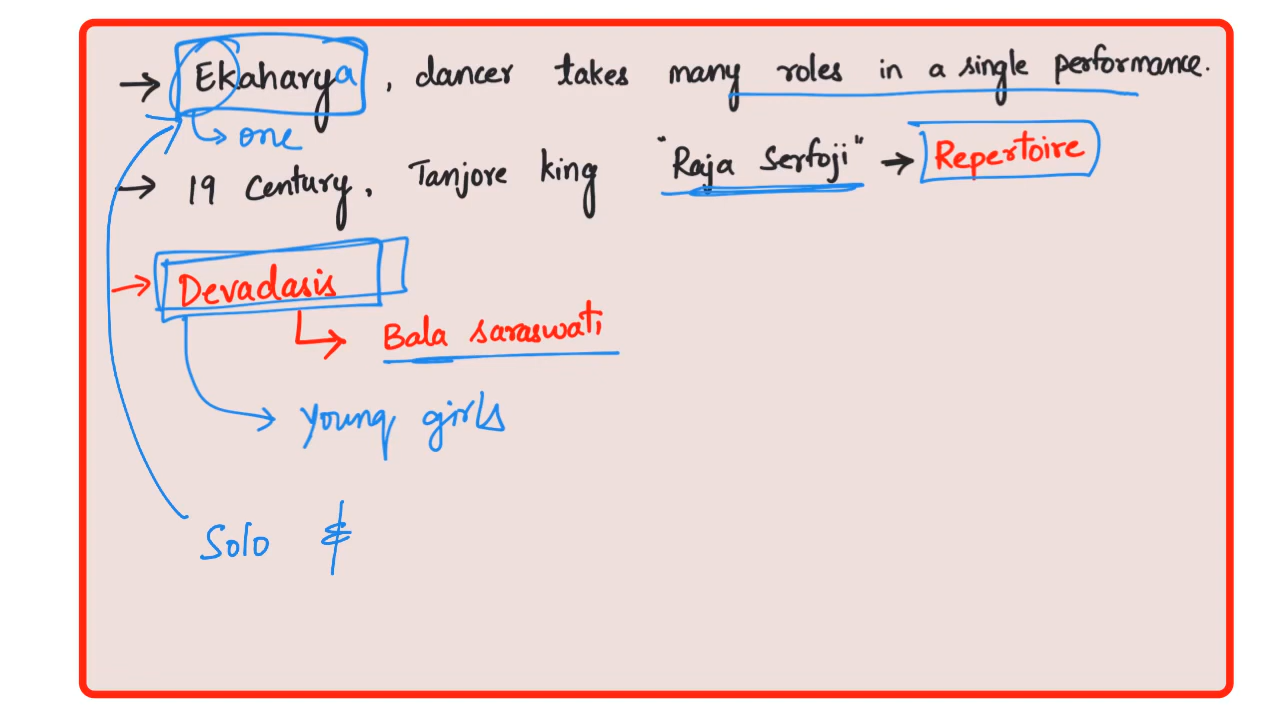 → Ekaharya, dancer takes many roles in a single performance.
→ one
→ 19 Century, Tanjore king "Raja Serfoji" → Repertoire
→ Devadasis
→ Bala saraswati
→ young girls
Solo &